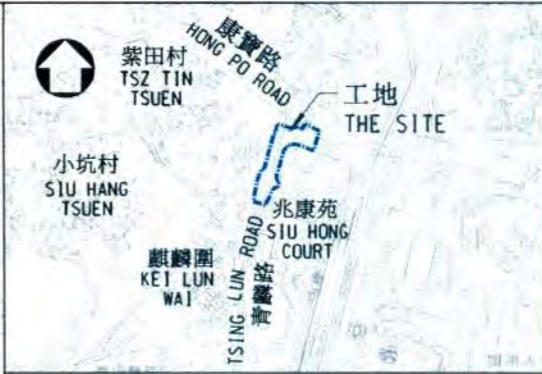 康寶路
HONG PO ROAD
紫田村
TSZ TIN
TSUEN
工地
THE SITE
小坑村
SIU HANG
TSUEN
兆康苑
SIU HONG
COURT
麒麟圍
KEI LUN
WAI
TSING LUN ROAD
青麟路